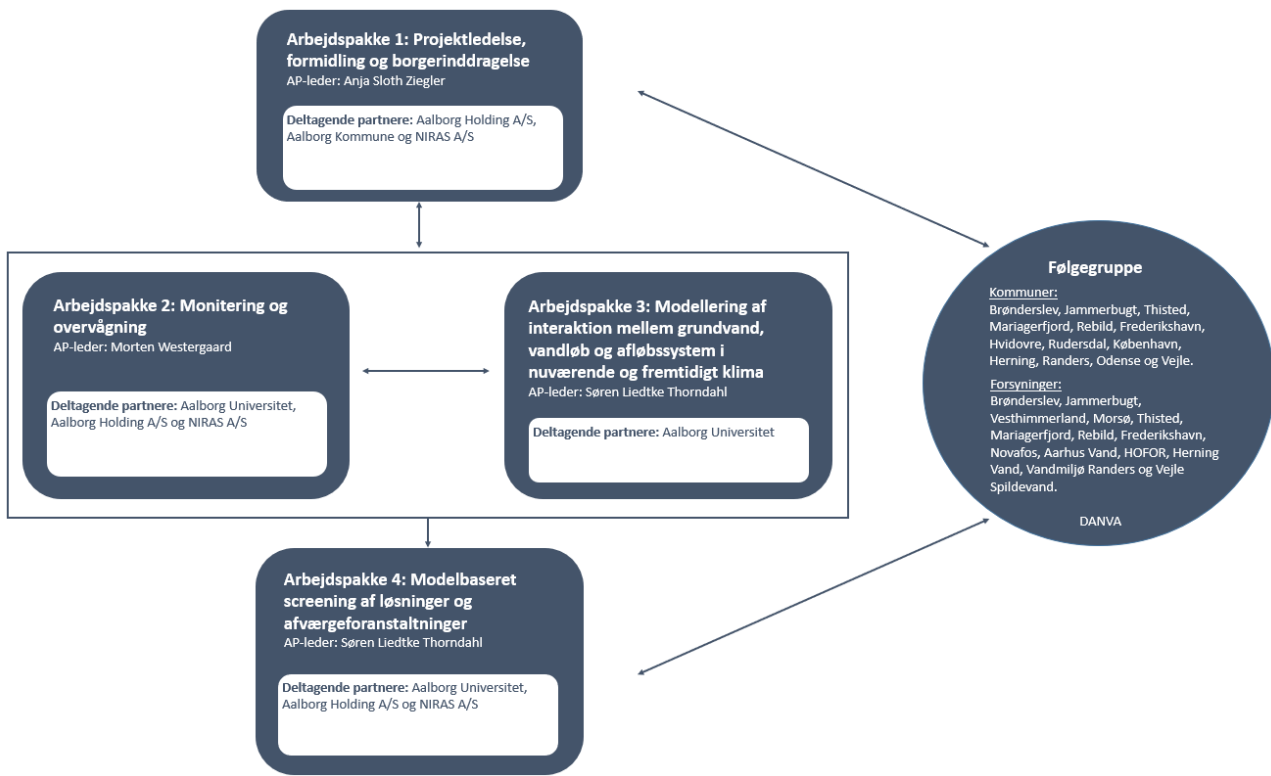 Arbejdspakke 1: Projektledelse,
formidling og borgerinddragelse
AP-leder: Anja Sloth Ziegler
Deltagende partnere: Aalborg Holding A/S,
Aalborg Kommune og NIRAS A/S
Arbejdspakke 2: Monitering og
overvågning
AP-leder: Morten Westergaard
Deltagende partnere: Aalborg Universitet,
Aalborg Holding A/S og NIRAS A/S
Arbejdspakke 3: Modellering af
interaktion mellem grundvand,
vandløb og afløbssystem i
nuværende og fremtidigt klima
AP-leder: Søren Liedtke Thorndahl
Deltagende partnere: Aalborg Universitet
Arbejdspakke 4: Modelbaseret
screening af løsninger og
afværgeforanstaltninger
AP-leder: Søren Liedtke Thorndahl
Deltagende partnere: Aalborg Universitet,
Aalborg Holding A/S og NIRAS A/S
Følgegruppe
Kommuner:
Brønderslev, Jammerbugt, Thisted,
Mariagerfjord, Rebild, Frederikshavn,
Hvidovre, Rudersdal, København,
Herning, Randers, Odense og Vejle.
Forsyninger:
Brønderslev, Jammerbugt,
Vesthimmerland, Morsø, Thisted,
Mariagerfjord, Rebild, Frederikshavn,
Novafos, Aarhus Vand, HOFOR, Herning
Vand, Vandmiljø Randers og Vejle
Spildevand.
DANVA